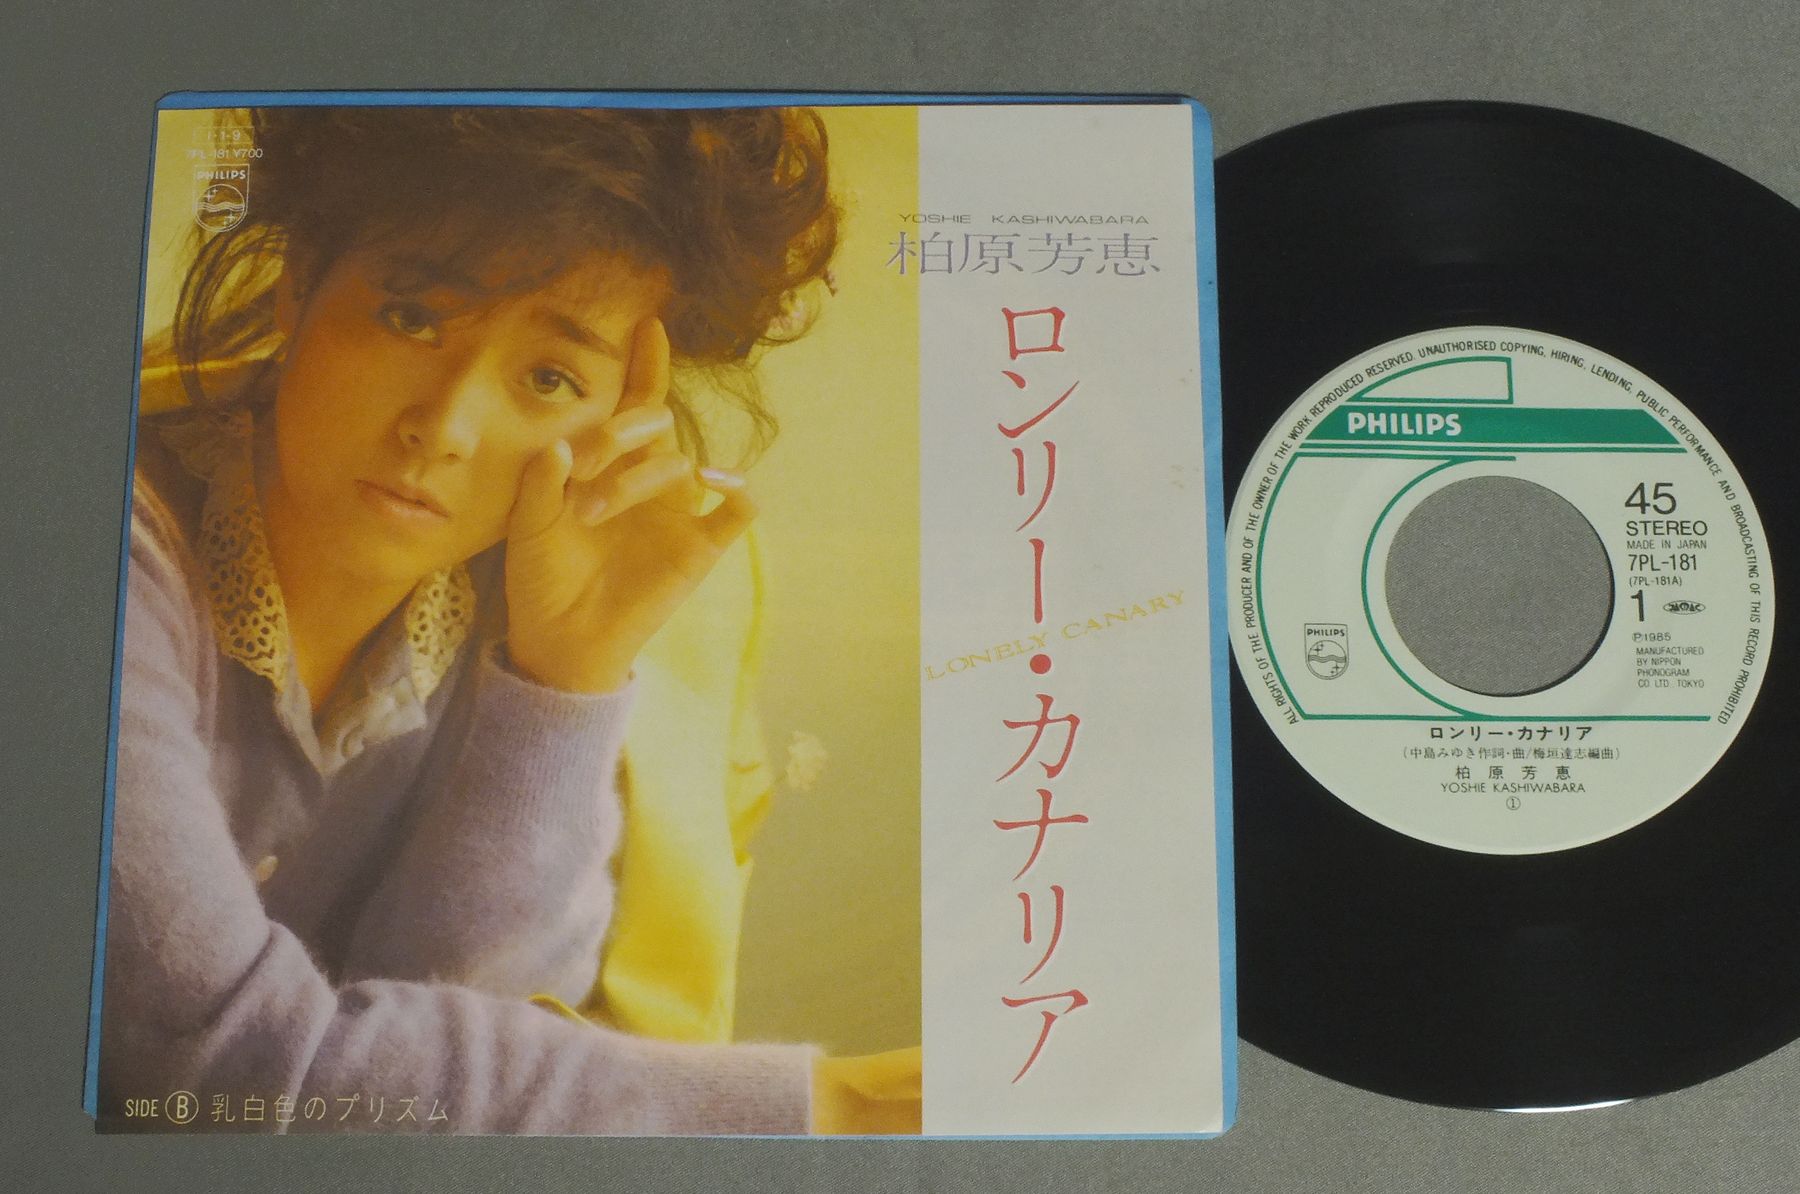 1-1-9
7PL-181 ¥700
PHILIPS
YOSHIE KASHIWABARA
柏原芳恵
ロンリー・カナリア
LONELY CANARY
SIDE B 乳白色のプリズム
ALL RIGHTS OF THE PRODUCER AND OF THE OWNER OF THE WORK REPRODUCED RESERVED. UNAUTHORISED COPYING, HIRING, LENDING, PUBLIC PERFORMANCE AND BROADCASTING OF THIS RECORD PROHIBITED
PHILIPS
45
STEREO
MADE IN JAPAN
7PL-181
(7PL-181A)
1
℗1985
MANUFACTURED
BY NIPPON
PHONOGRAM
CO. LTD. TOKYO
PHILIPS
ロンリー・カナリア
(中島みゆき作詞・曲/梅垣達志編曲)
柏原芳恵
YOSHIE KASHIWABARA
①